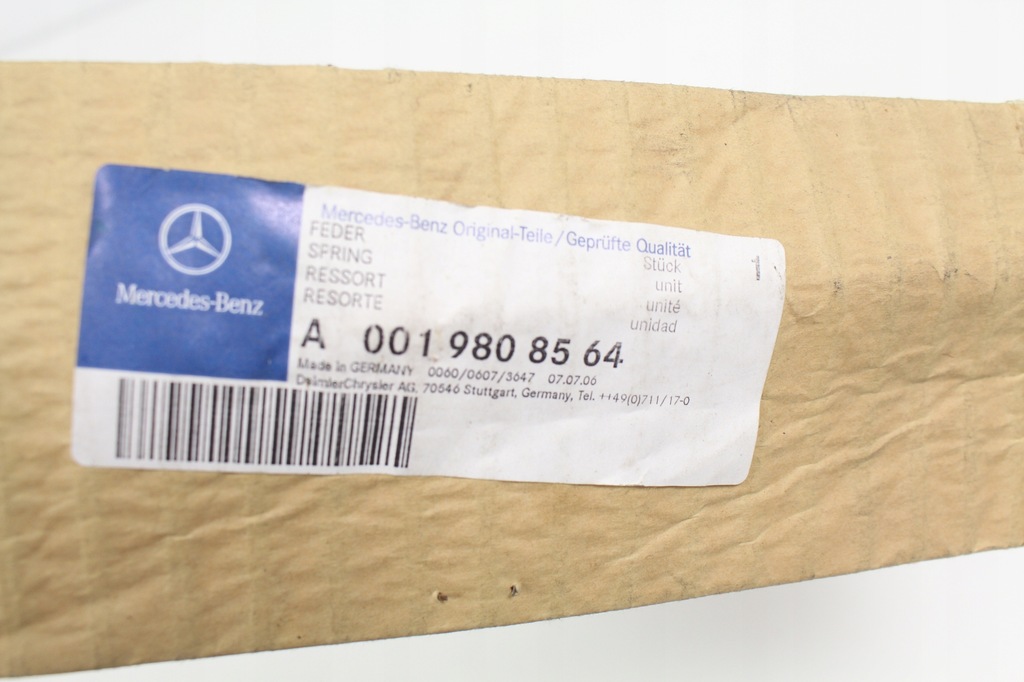 Mercedes-Benz
Mercedes-Benz Original-Teile/Geprüfte Qualität
FEDER
SPRING
RESSORT
RESORTE
Stück 1
unit
unité
unidad
A 001 980 85 64
Made in GERMANY 0060/0607/3647 07.07.06
DaimlerChrysler AG, 70546 Stuttgart, Germany, Tel. ++49(0)711/17-0